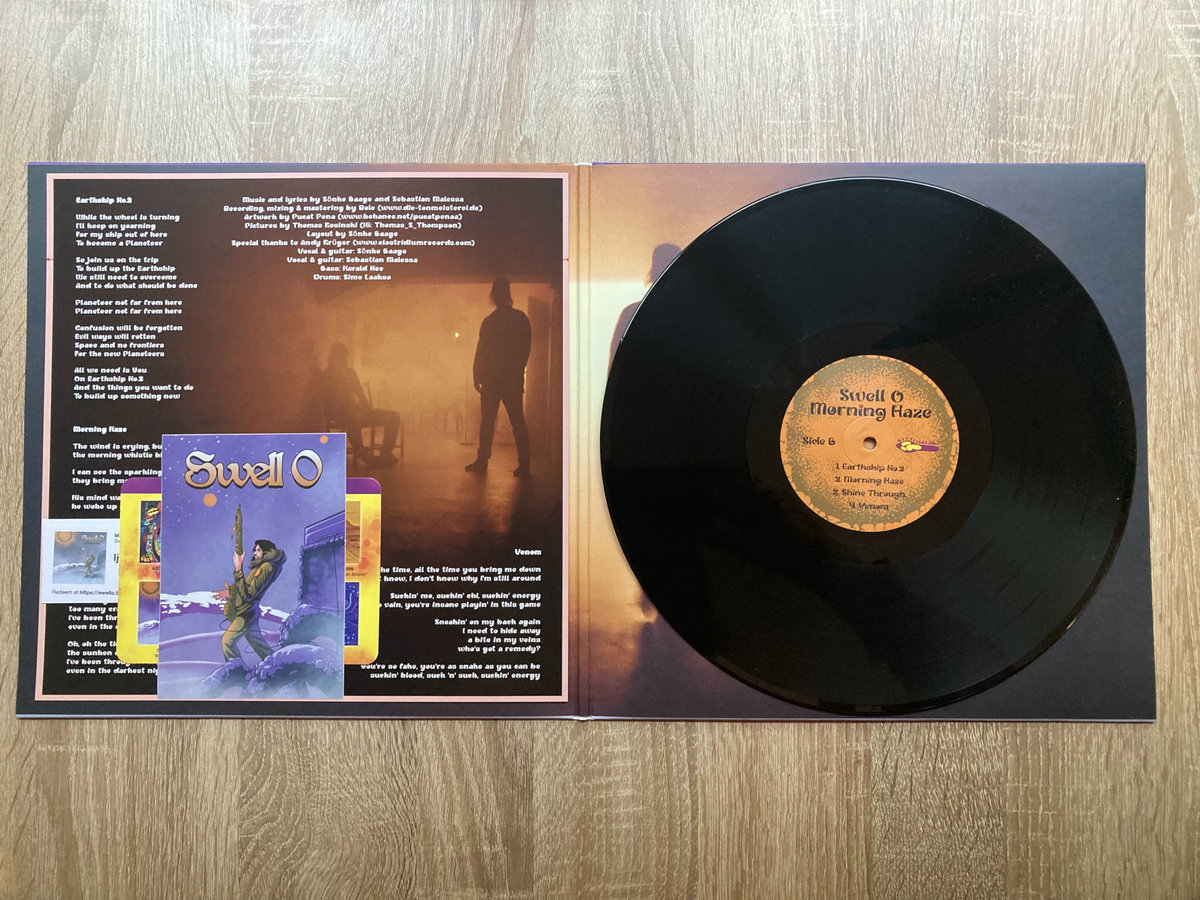 Earthship No.2
While the wheel is turning
I'll keep on yearning
For my ship out of here
To become a Planeteer
So join us on the trip
To build up the Earthship
We still need to overcome
And to do what should be done
Planeteer not far from here
Planeteer not far from here
Confusion will be forgotten
Evil ways will rotten
Space and no frontiers
For the new Planeteers
All we need is You
On Earthship No.2
And the things you want to do
To build up something new
Morning Haze
The wind is crying,
the morning whistle
I can see the sparkling
they bring
His mind
he woke up
too many
I've been
even in the
Oh, oh the
the sunken
I've been through
even in the darkest
Music and lyrics by Sönke Gaage and Sebastian Malessa
Recording, mixing & mastering by Role (www.die-tonmeisterei.de)
Artwork by Pueat Pena (www.behance.net/pueatpenaa)
Pictures by Thomas Kosinski (IG: Thomas_S_Thompson)
Layout by Sönke Gaage
Special thanks to Andy Krüger (www.clostridiumrecords.com)
Vocal & guitar: Sönke Gaage
Vocal & guitar: Sebastian Malessa
Bass: Harald Nee
Drums: Simo Laakso
Swell O
Redeem at https://swello.b
Venom
the time, all the time you bring me down
know, I don't know why I'm still around
Suckin' me, suckin' ehi, suckin' energy
vain, you're insane playin' in this game
Sneakin' on my back again
I need to hide away
a bite in my veins
who's got a remedy?
You're so fake, you're as snake as you can be
suckin' blood, suck 'n' suck, suckin' energy
Swell O
Morning Haze
Side B
1. Earthship No.2
2. Morning Haze
3. Shine Through
4. Venom